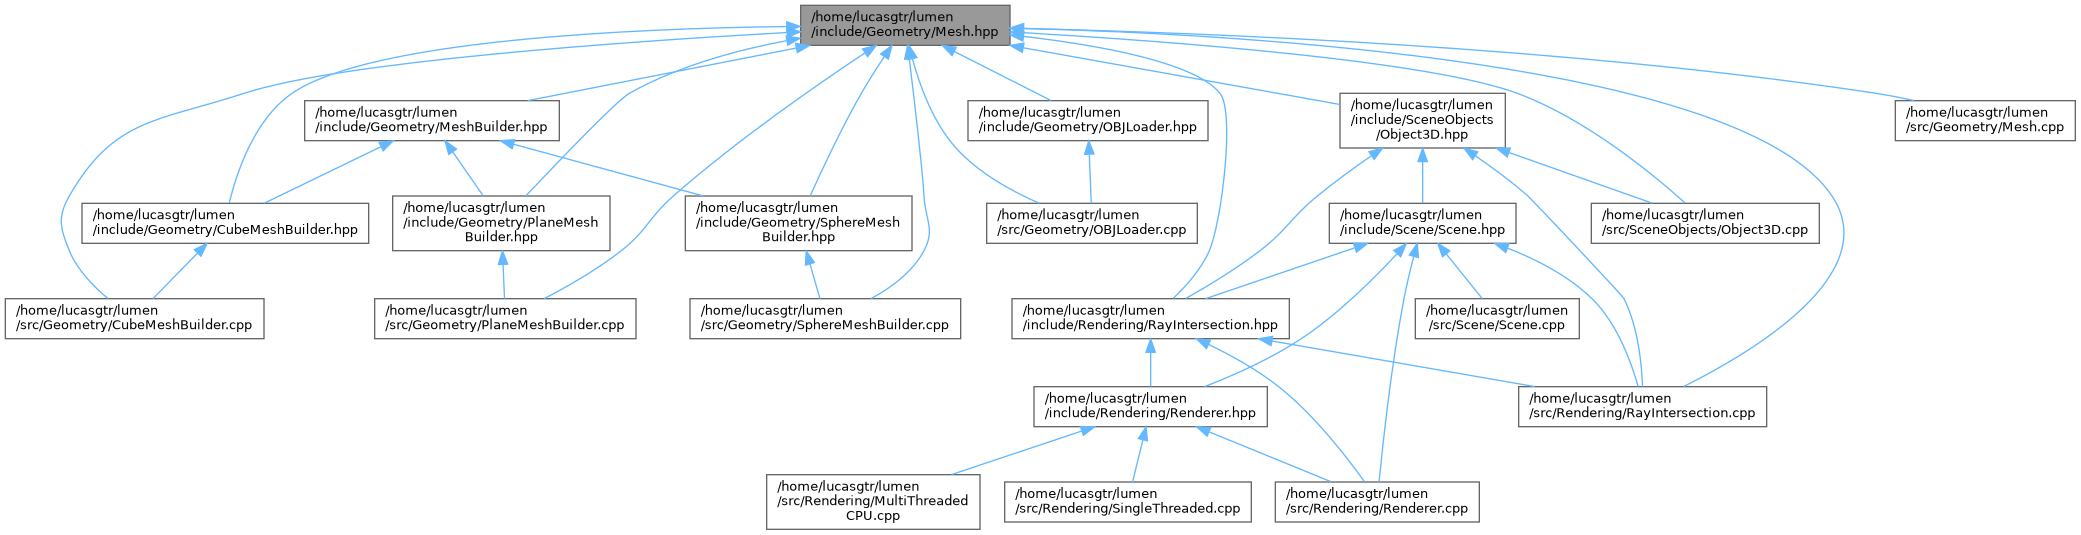 /home/lucasgtr/lumen
/include/Geometry/Mesh.hpp
/home/lucasgtr/lumen
/include/Geometry/MeshBuilder.hpp
/home/lucasgtr/lumen
/include/Geometry/OBJLoader.hpp
/home/lucasgtr/lumen
/include/SceneObjects
/Object3D.hpp
/home/lucasgtr/lumen
/src/Geometry/Mesh.cpp
/home/lucasgtr/lumen
/include/Geometry/CubeMeshBuilder.hpp
/home/lucasgtr/lumen
/include/Geometry/PlaneMesh
Builder.hpp
/home/lucasgtr/lumen
/include/Geometry/SphereMesh
Builder.hpp
/home/lucasgtr/lumen
/src/Geometry/OBJLoader.cpp
/home/lucasgtr/lumen
/include/Scene/Scene.hpp
/home/lucasgtr/lumen
/src/SceneObjects/Object3D.cpp
/home/lucasgtr/lumen
/src/Geometry/CubeMeshBuilder.cpp
/home/lucasgtr/lumen
/src/Geometry/PlaneMeshBuilder.cpp
/home/lucasgtr/lumen
/src/Geometry/SphereMeshBuilder.cpp
/home/lucasgtr/lumen
/include/Rendering/RayIntersection.hpp
/home/lucasgtr/lumen
/src/Scene/Scene.cpp
/home/lucasgtr/lumen
/include/Rendering/Renderer.hpp
/home/lucasgtr/lumen
/src/Rendering/RayIntersection.cpp
/home/lucasgtr/lumen
/src/Rendering/MultiThreaded
CPU.cpp
/home/lucasgtr/lumen
/src/Rendering/SingleThreaded.cpp
/home/lucasgtr/lumen
/src/Rendering/Renderer.cpp